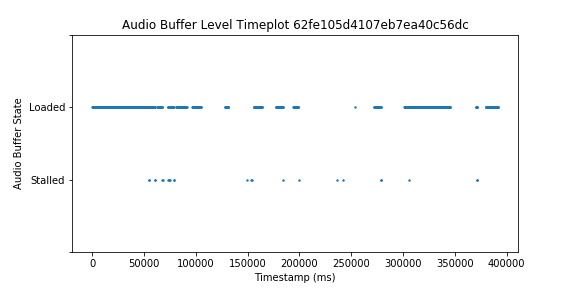 Audio Buffer Level Timeplot 62fe105d4107eb7ea40c56dc
Audio Buffer State
Loaded
Stalled
0 50000 100000 150000 200000 250000 300000 350000 400000
Timestamp (ms)